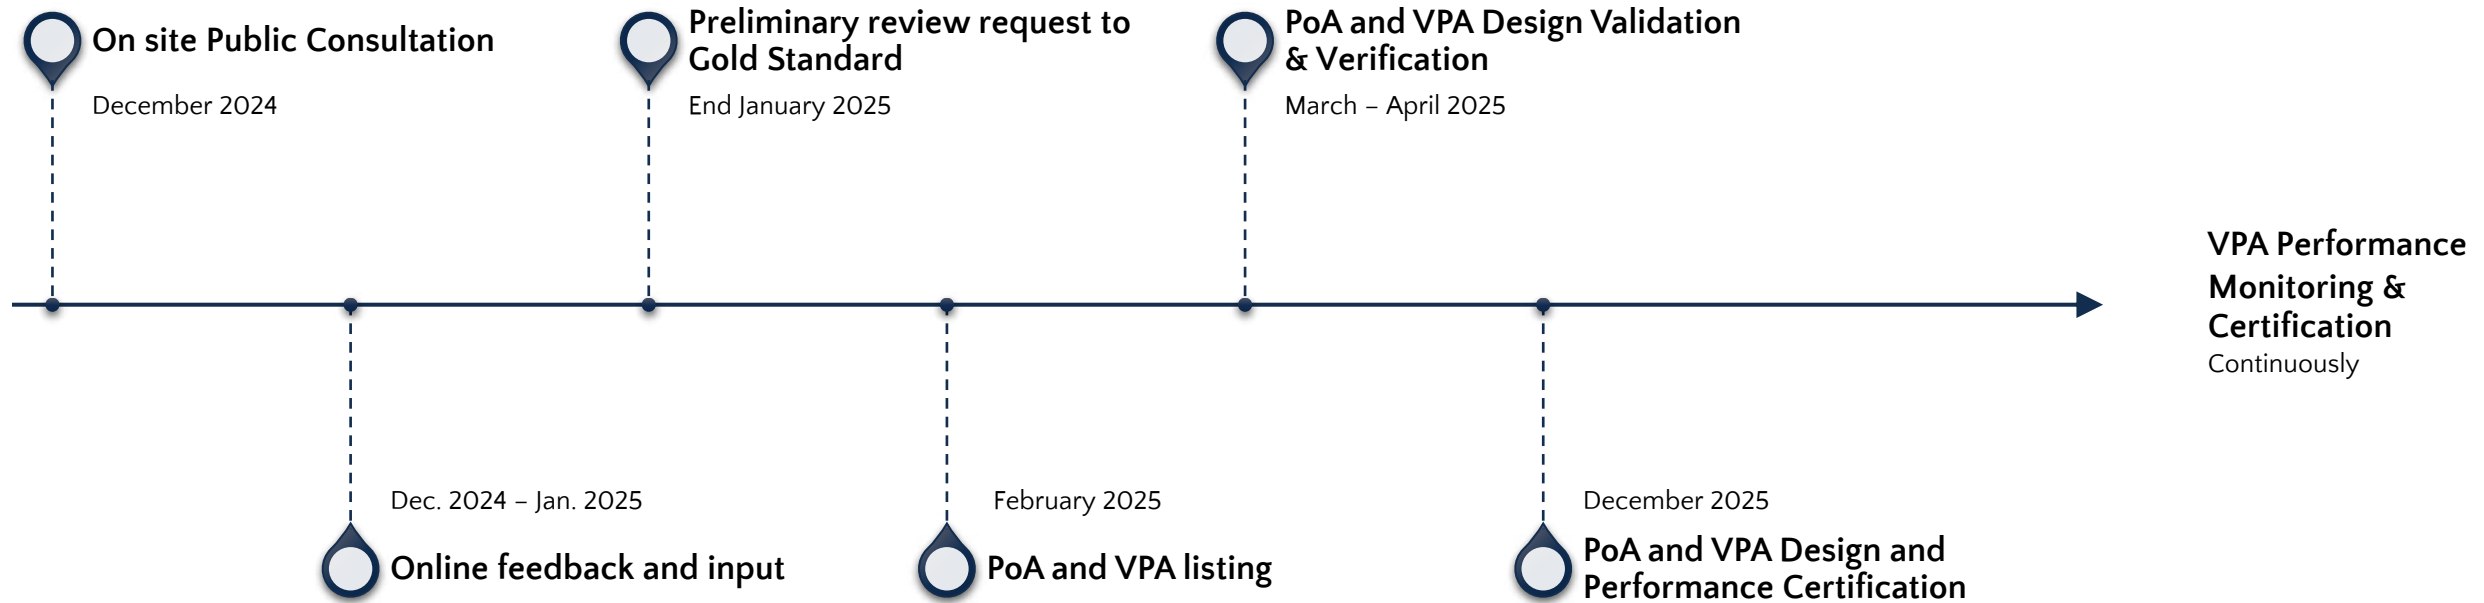 On site Public Consultation
December 2024
Preliminary review request to
Gold Standard
End January 2025
PoA and VPA Design Validation
& Verification
March – April 2025
VPA Performance
Monitoring &
Certification
Continuously
Dec. 2024 – Jan. 2025
Online feedback and input
February 2025
PoA and VPA listing
December 2025
PoA and VPA Design and
Performance Certification